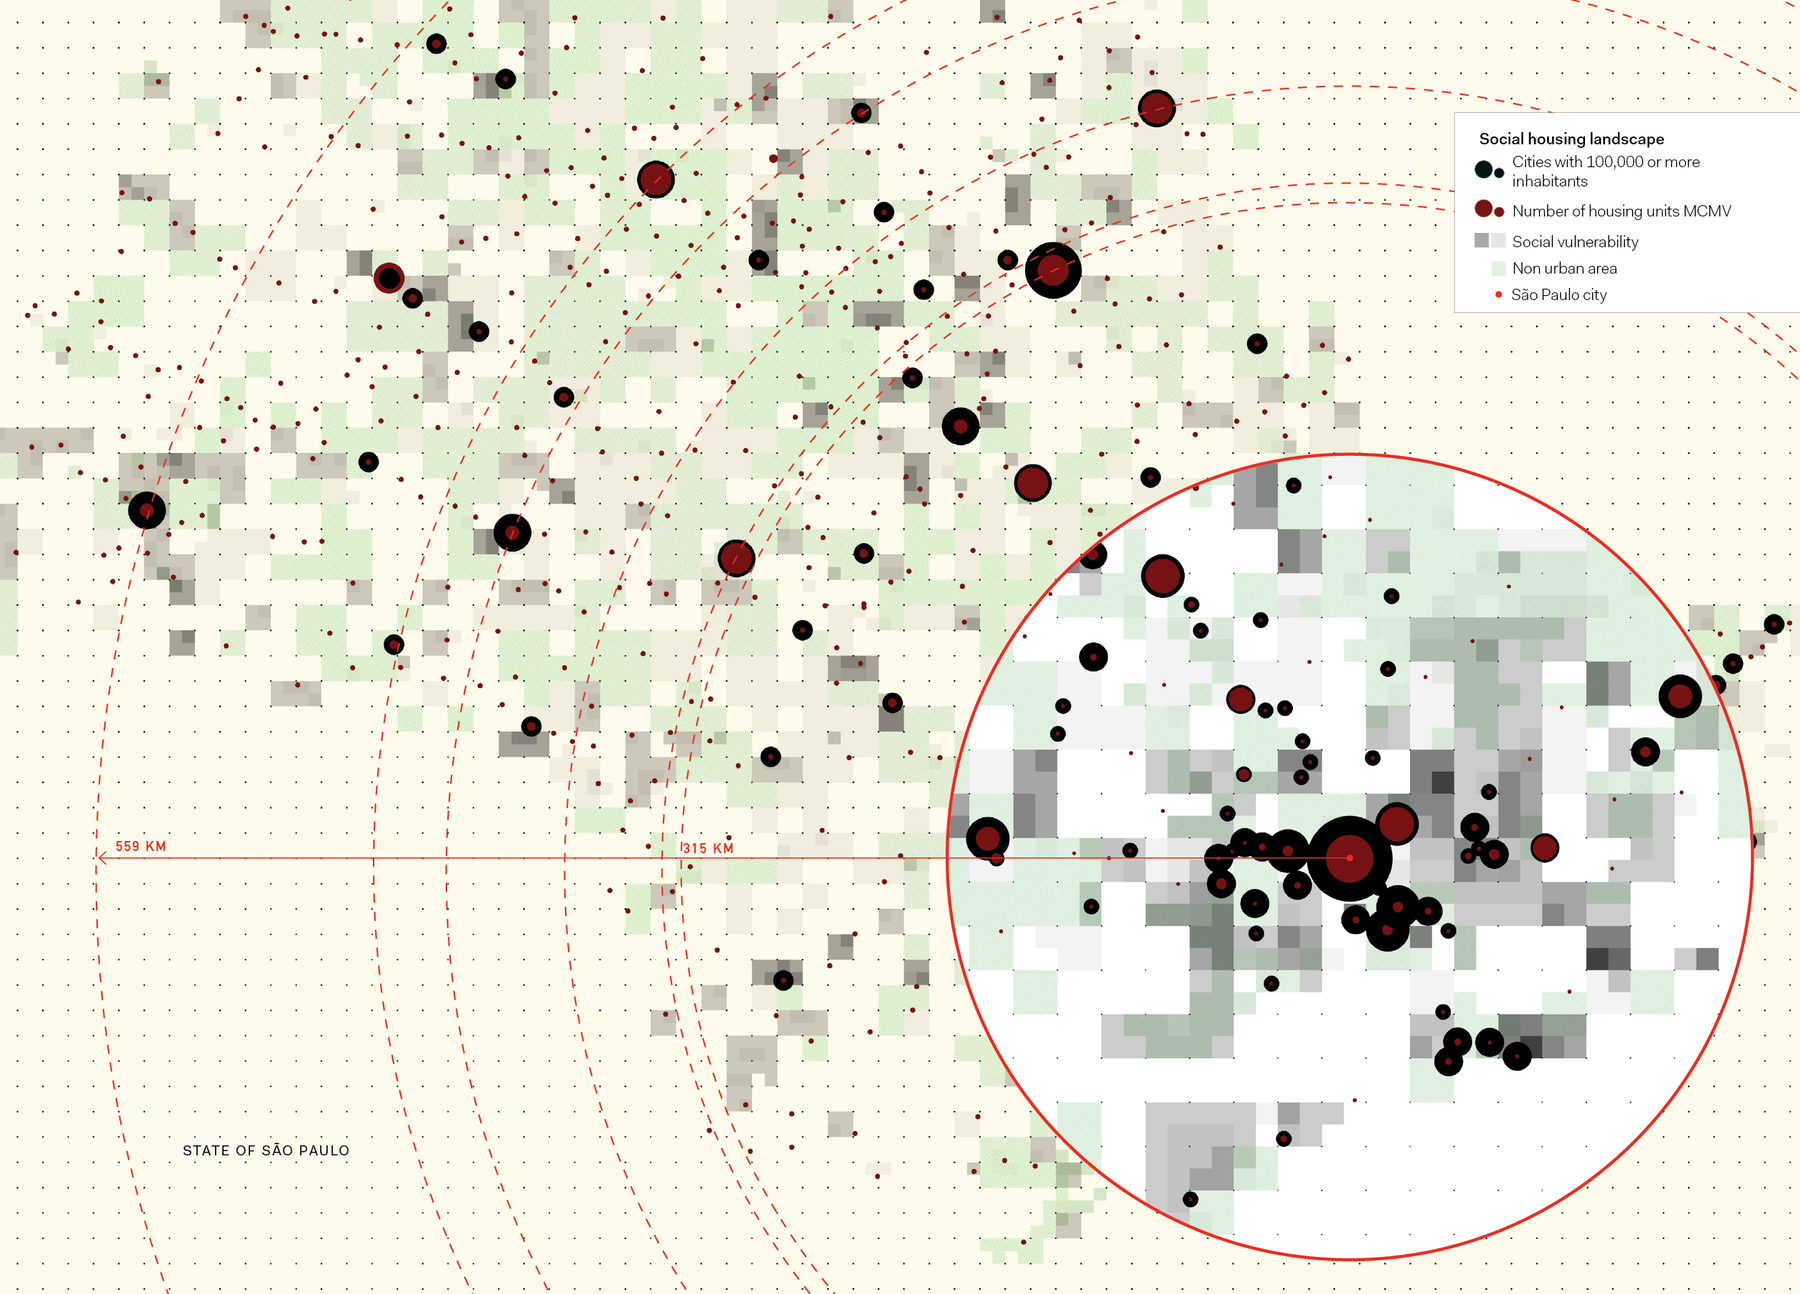 Social housing landscape
Cities with 100,000 or more
inhabitants
Number of housing units MCMV
Social vulnerability
Non urban area
São Paulo city
559 KM
315 KM
STATE OF SÃO PAULO